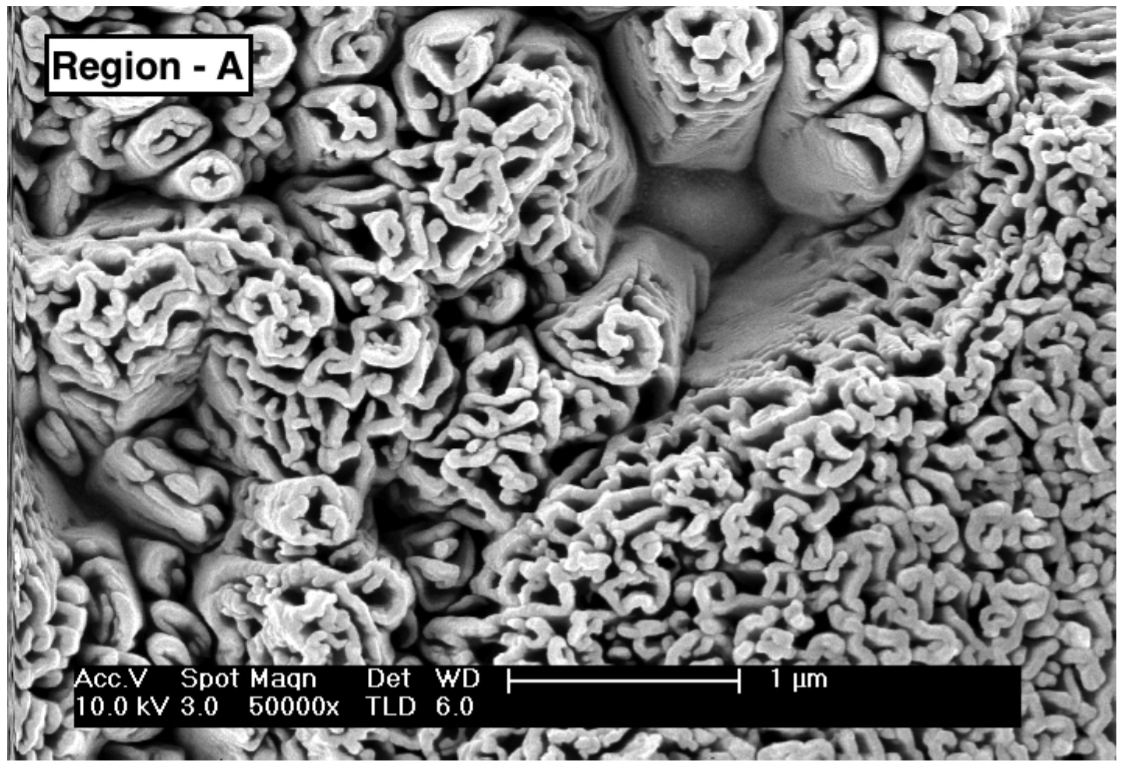 Region - A
Acc.V Spot Magn Det WD 1 µm
10.0 kV 3.0 50000x TLD 6.0